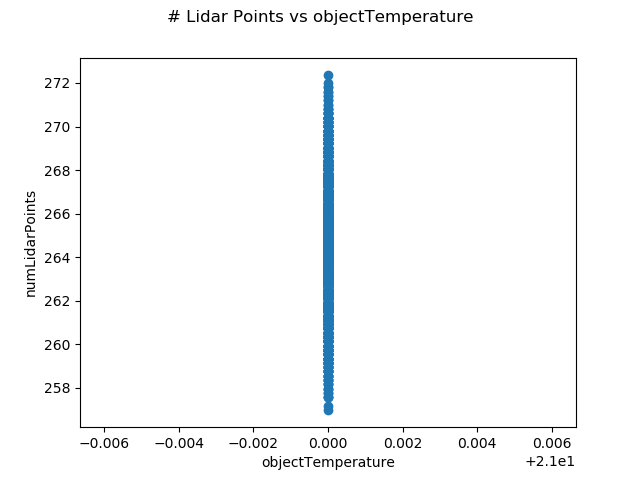 # Lidar Points vs objectTemperature
272
270
268
266
264
262
260
258
numLidarPoints
−0.006 −0.004 −0.002 0.000 0.002 0.004 0.006
objectTemperature
+2.1e1